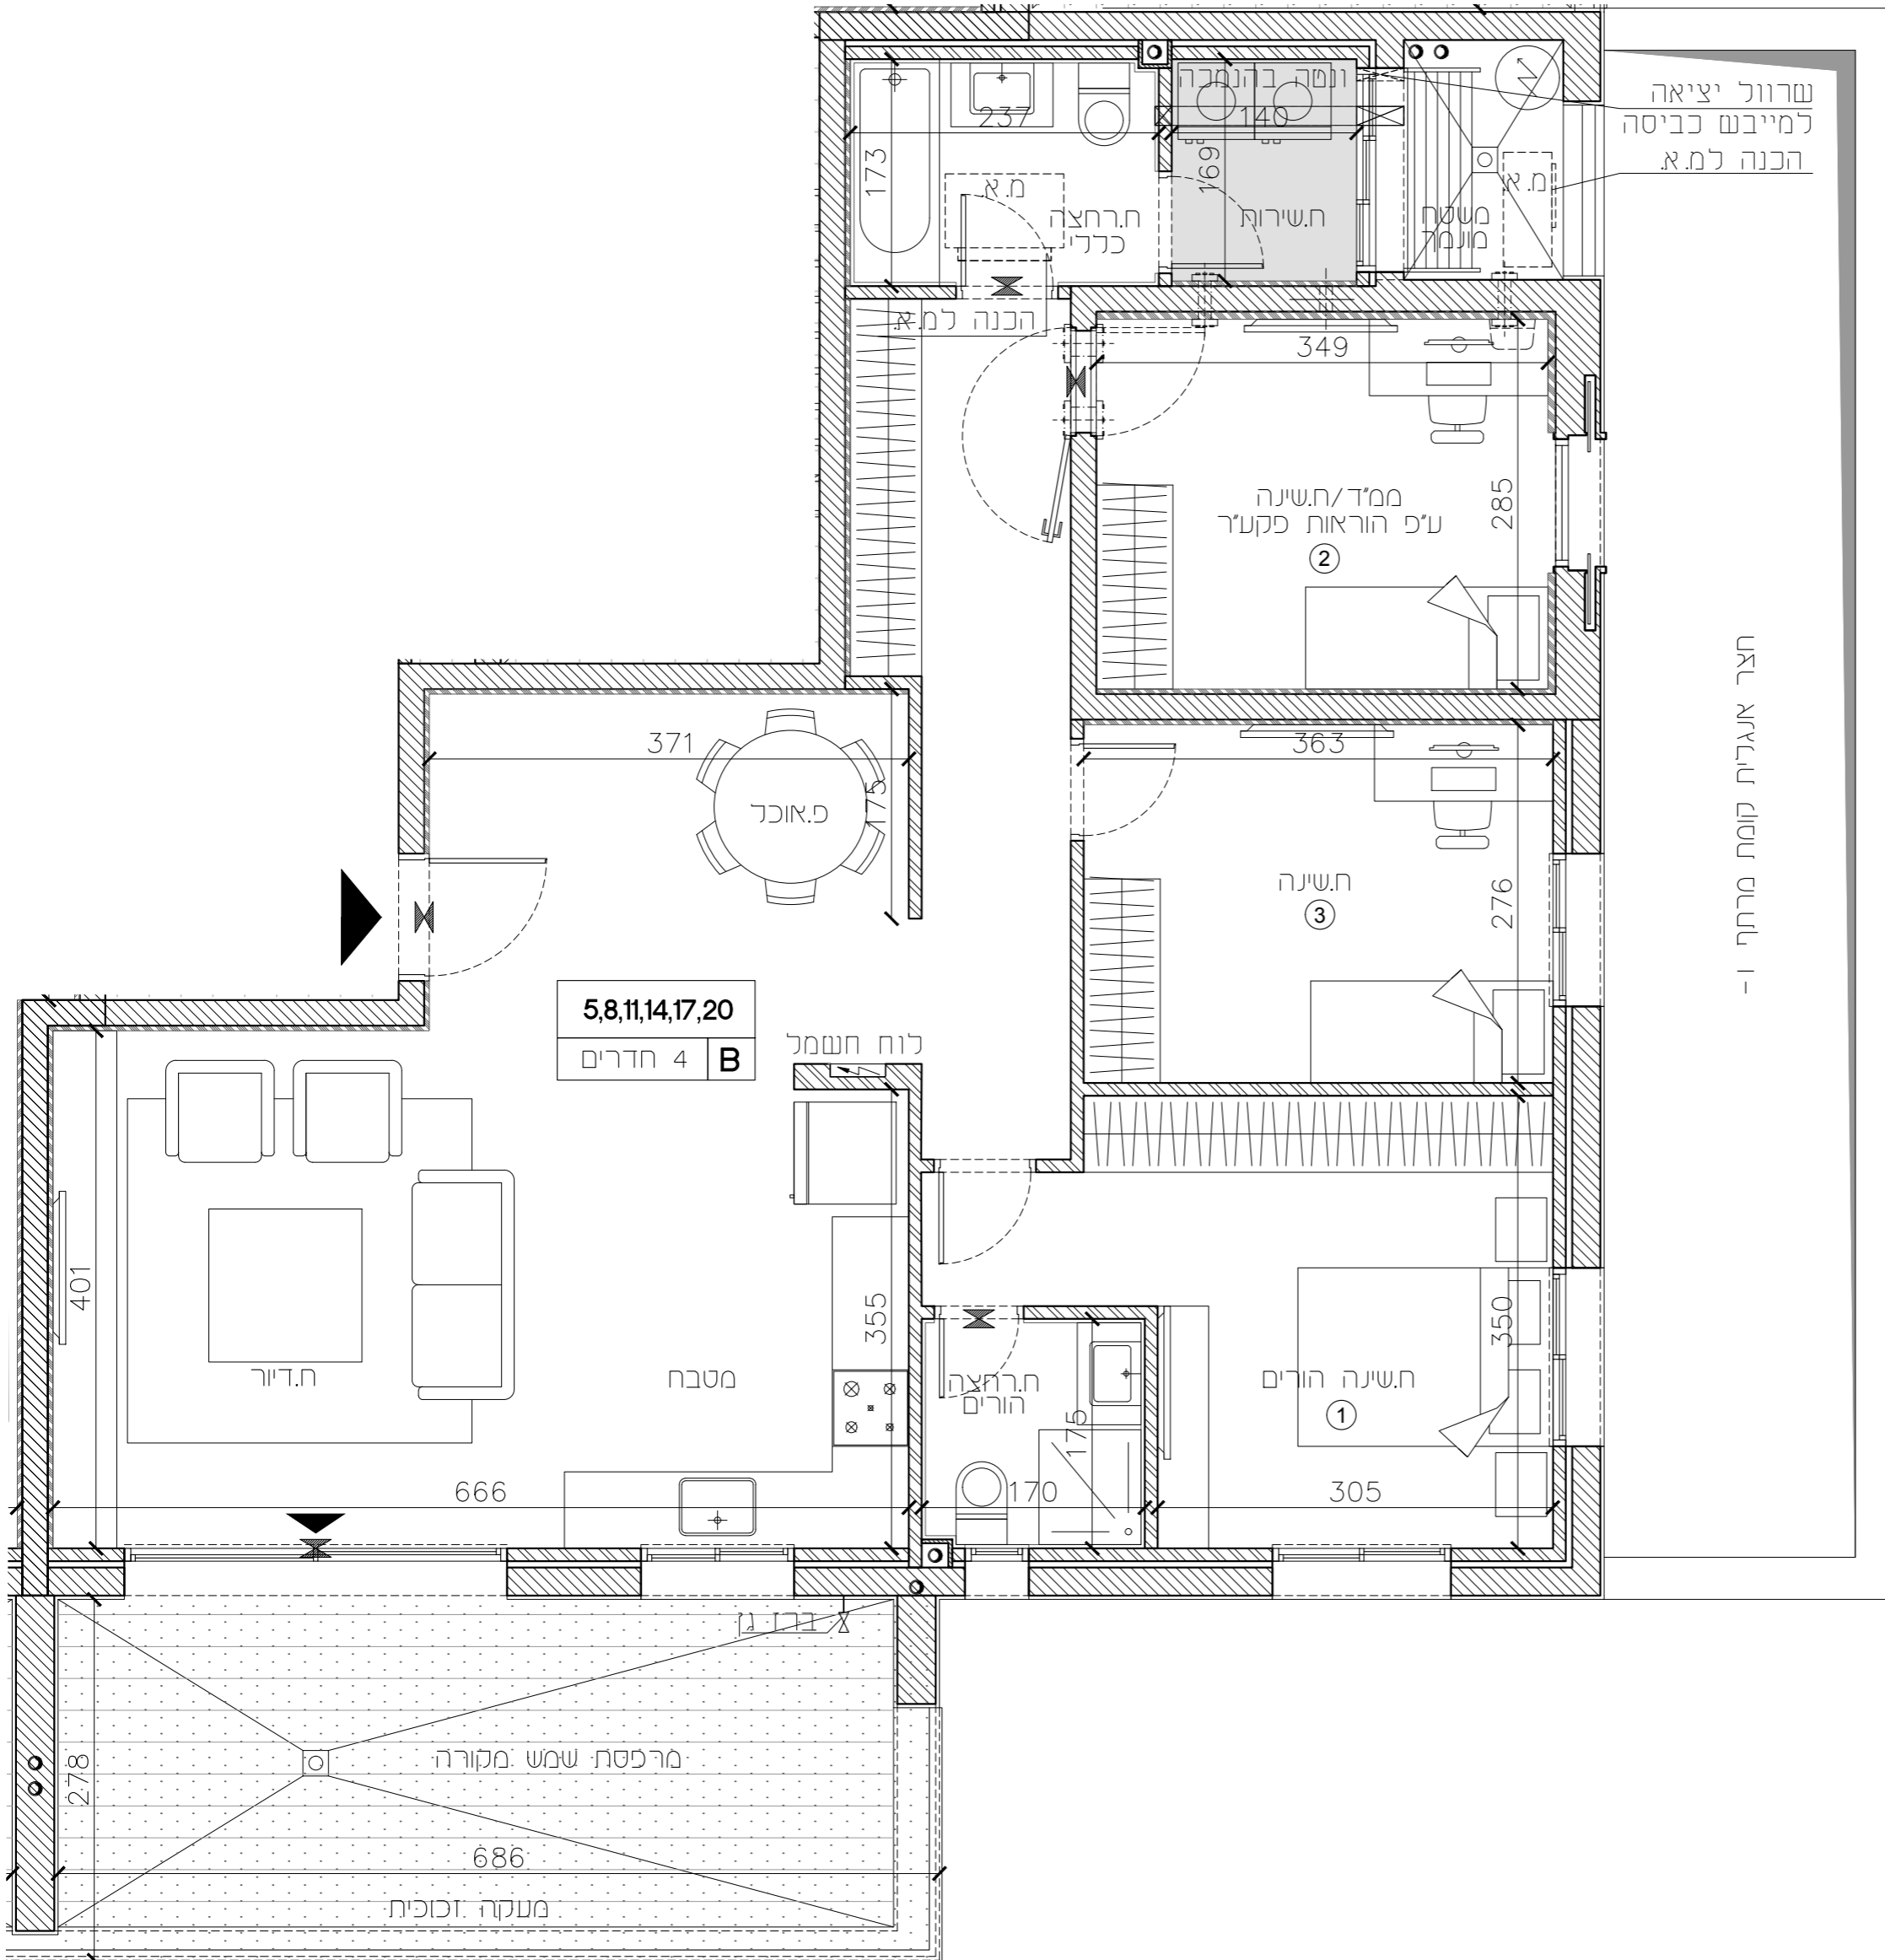 ונטה בהנמכה
237
140
173
169
מ.א.
ח.רחצה
כללי
ח.שירות
משטח
מונמך
מ.א.
שרוול יציאה
למייבש כביסה
הכנה למ.א.
הכנה למ.א.
349
ממ"ד/ח.שינה
ע"פ הוראות פקע"ר
2
285
חצר אנגלית קומת מרתף 1-
371
175
פ.אוכל
363
ח.שינה
3
276
5,8,11,14,17,20
4 חדרים
B
לוח חשמל
401
355
ח.דיור
מטבח
ח.רחצה
הורים
175
ח.שינה הורים
1
350
666
170
305
ברז גן
מרפסת שמש מקורה
278
686
מעקה זכוכית